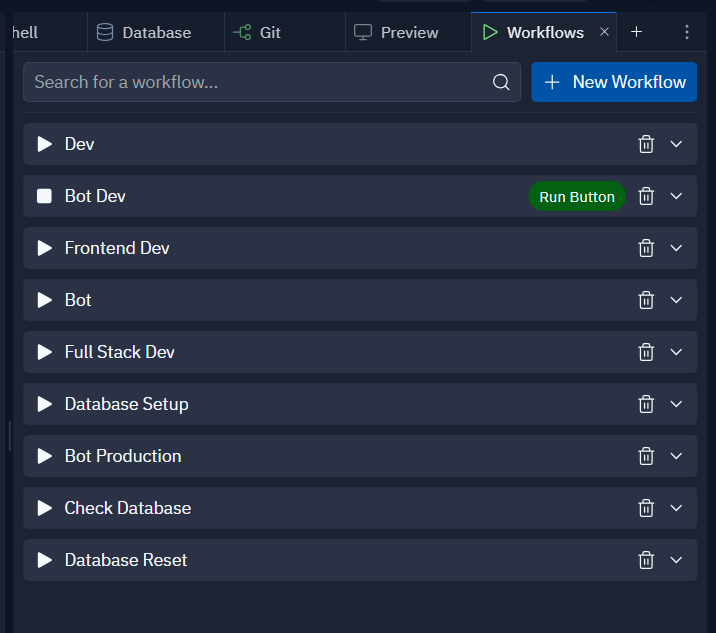 hell Database Git Preview Workflows
Search for a workflow... New Workflow
Dev
Bot Dev Run Button
Frontend Dev
Bot
Full Stack Dev
Database Setup
Bot Production
Check Database
Database Reset